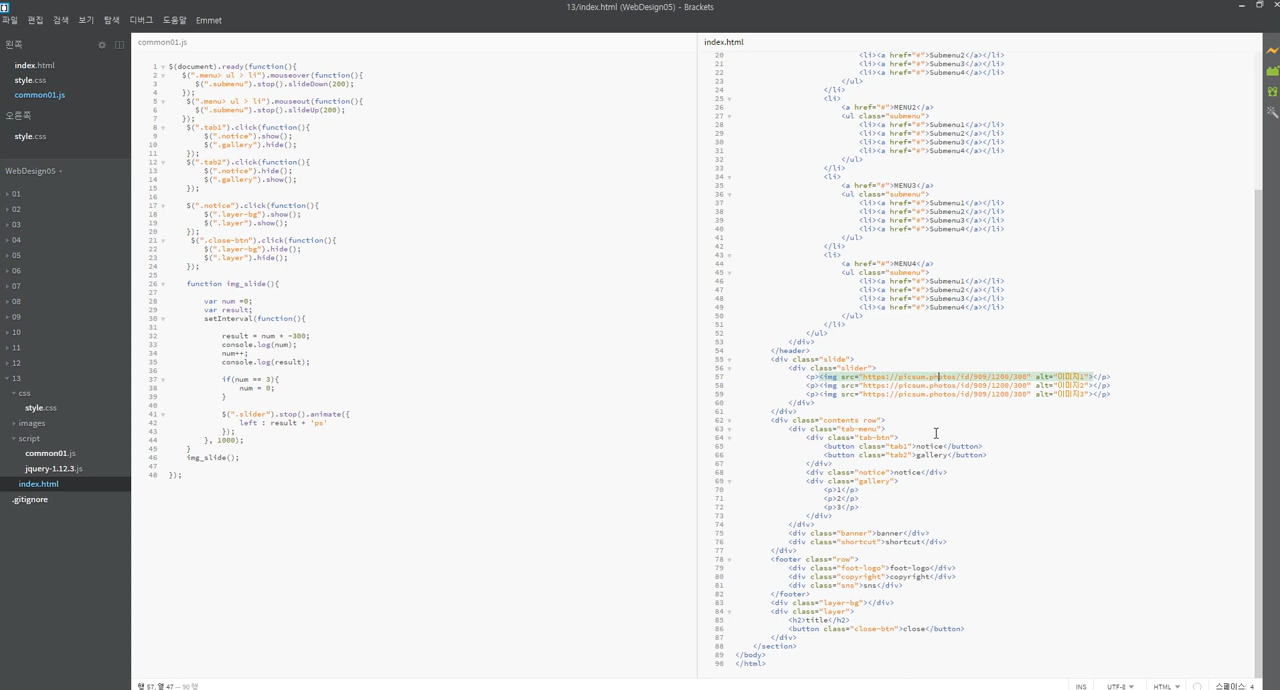 13/index.html (WebDesign05) - Brackets
파일 편집 검색 보기 탐색 디버그 도움말 Emmet
왼쪽
index.html
style.css
common01.js
오른쪽
style.css
WebDesign05
01
02
03
04
05
06
07
08
09
10
11
12
13
css
style.css
images
script
common01.js
jquery-1.12.3.js
index.html
.gitignore
common01.js
1 $(document).ready(function(){
2 $(".menu> ul > li").mouseover(function(){
3 $(".submenu").stop().slideDown(200);
4 });
5 $(".menu> ul > li").mouseout(function(){
6 $(".submenu").stop().slideUp(200);
7 });
8 $(".tab1").click(function(){
9 $(".notice").show();
10 $(".gallery").hide();
11 });
12 $(".tab2").click(function(){
13 $(".notice").hide();
14 $(".gallery").show();
15 });
16
17 $(".notice").click(function(){
18 $(".layer-bg").show();
19 $(".layer").show();
20 });
21 $(".close-btn").click(function(){
22 $(".layer-bg").hide();
23 $(".layer").hide();
24 });
25
26 function img_slide(){
27
28 var num =0;
29 var result;
30 setInterval(function(){
31
32 result = num * -300;
33 console.log(num);
34 num++;
35 console.log(result);
36
37 if(num == 3){
38 num = 0;
39 }
40
41 $(".slider").stop().animate({
42 left : result + 'ps'
43 });
44 }, 1000);
45 }
46 img_slide();
47
48 });
index.html
20 <li><a href="#">Submenu2</a></li>
21 <li><a href="#">Submenu3</a></li>
22 <li><a href="#">Submenu4</a></li>
23 </ul>
24 </li>
25 <li>
26 <a href="#">MENU2</a>
27 <ul class="submenu">
28 <li><a href="#">Submenu1</a></li>
29 <li><a href="#">Submenu2</a></li>
30 <li><a href="#">Submenu3</a></li>
31 <li><a href="#">Submenu4</a></li>
32 </ul>
33 </li>
34 <li>
35 <a href="#">MENU3</a>
36 <ul class="submenu">
37 <li><a href="#">Submenu1</a></li>
38 <li><a href="#">Submenu2</a></li>
39 <li><a href="#">Submenu3</a></li>
40 <li><a href="#">Submenu4</a></li>
41 </ul>
42 </li>
43 <li>
44 <a href="#">MENU4</a>
45 <ul class="submenu">
46 <li><a href="#">Submenu1</a></li>
47 <li><a href="#">Submenu2</a></li>
48 <li><a href="#">Submenu3</a></li>
49 <li><a href="#">Submenu4</a></li>
50 </ul>
51 </li>
52 </ul>
53 </div>
54 </header>
55 <div class="slide">
56 <div class="slider">
57 <p><img src="https://picsum.photos/id/909/1200/300" alt="이미지1"></p>
58 <p><img src="https://picsum.photos/id/909/1200/300" alt="이미지2"></p>
59 <p><img src="https://picsum.photos/id/909/1200/300" alt="이미지3"></p>
60 </div>
61 </div>
62 <div class="contents row">
63 <div class="tab-menu">
64 <div class="tab-btn">
65 <button class="tab1">notice</button>
66 <button class="tab2">gallery</button>
67 </div>
68 <div class="notice">notice</div>
69 <div class="gallery">
70 <p>1</p>
71 <p>2</p>
72 <p>3</p>
73 </div>
74 </div>
75 <div class="banner">banner</div>
76 <div class="shortcut">shortcut</div>
77 </div>
78 <footer class="row">
79 <div class="foot-logo">foot-logo</div>
80 <div class="copyright">copyright</div>
81 <div class="sns">sns</div>
82 </footer>
83 <div class="layer-bg"></div>
84 <div class="layer">
85 <h2>title</h2>
86 <button class="close-btn">close</button>
87 </div>
88 </section>
89 </body>
90 </html>
행 57, 열 47 — 90 행
INS UTF-8 HTML 스페이스: 4